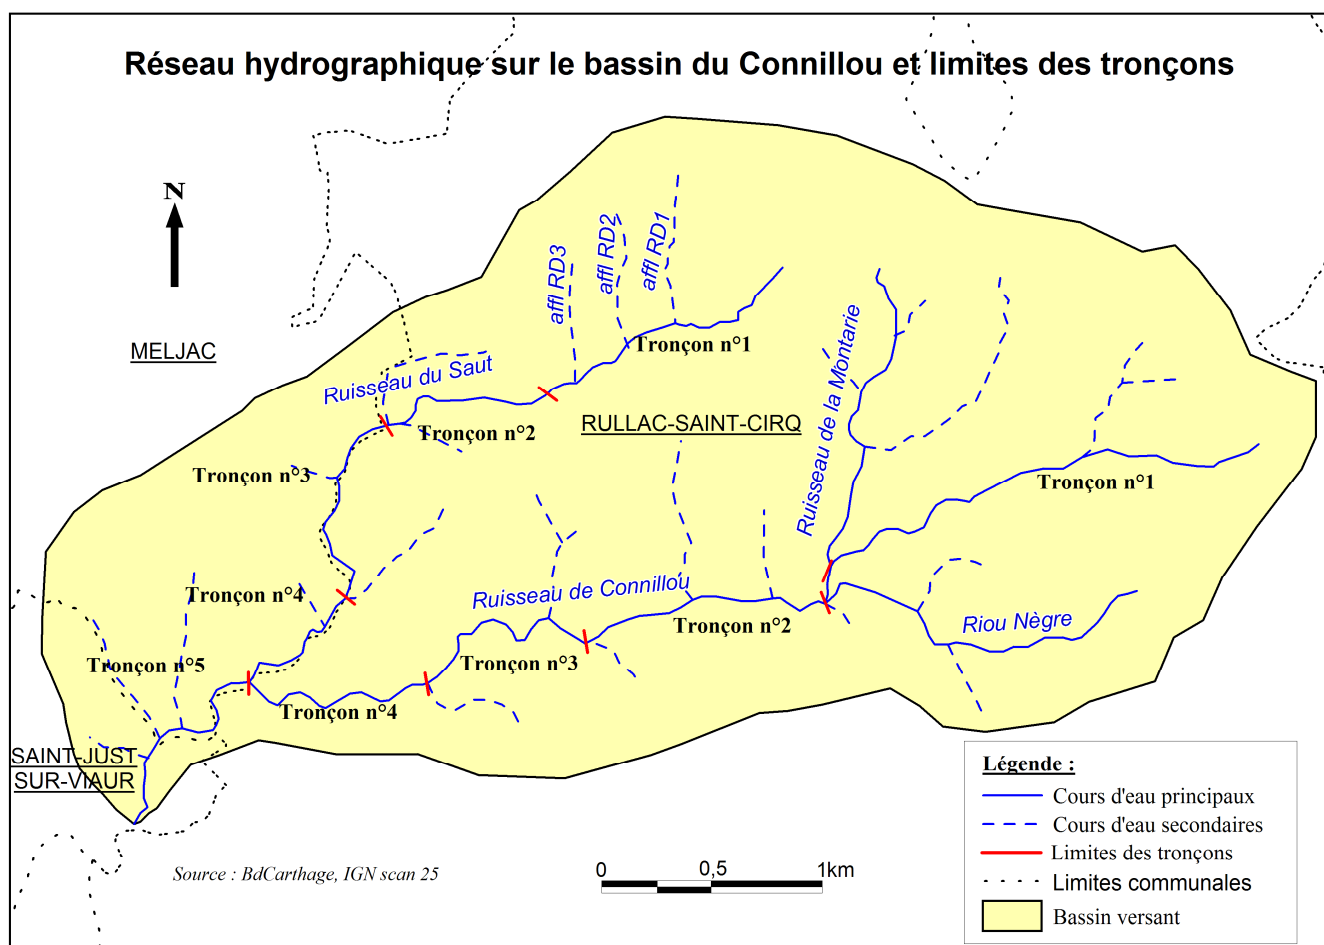 Réseau hydrographique sur le bassin du Connillou et limites des tronçons
N
MELJAC
affl RD3
affl RD2
affl RD1
Tronçon n°1
Ruisseau du Saut
Tronçon n°2
RULLAC-SAINT-CIRQ
Ruisseau de la Montarie
Tronçon n°3
Tronçon n°1
Tronçon n°4
Ruisseau de Connillou
Tronçon n°2
Riou Nègre
Tronçon n°5
Tronçon n°3
Tronçon n°4
SAINT-JUST
SUR-VIAUR
Légende :
Cours d'eau principaux
Cours d'eau secondaires
Limites des tronçons
Limites communales
Bassin versant
Source : BdCarthage, IGN scan 25
0 0,5 1km